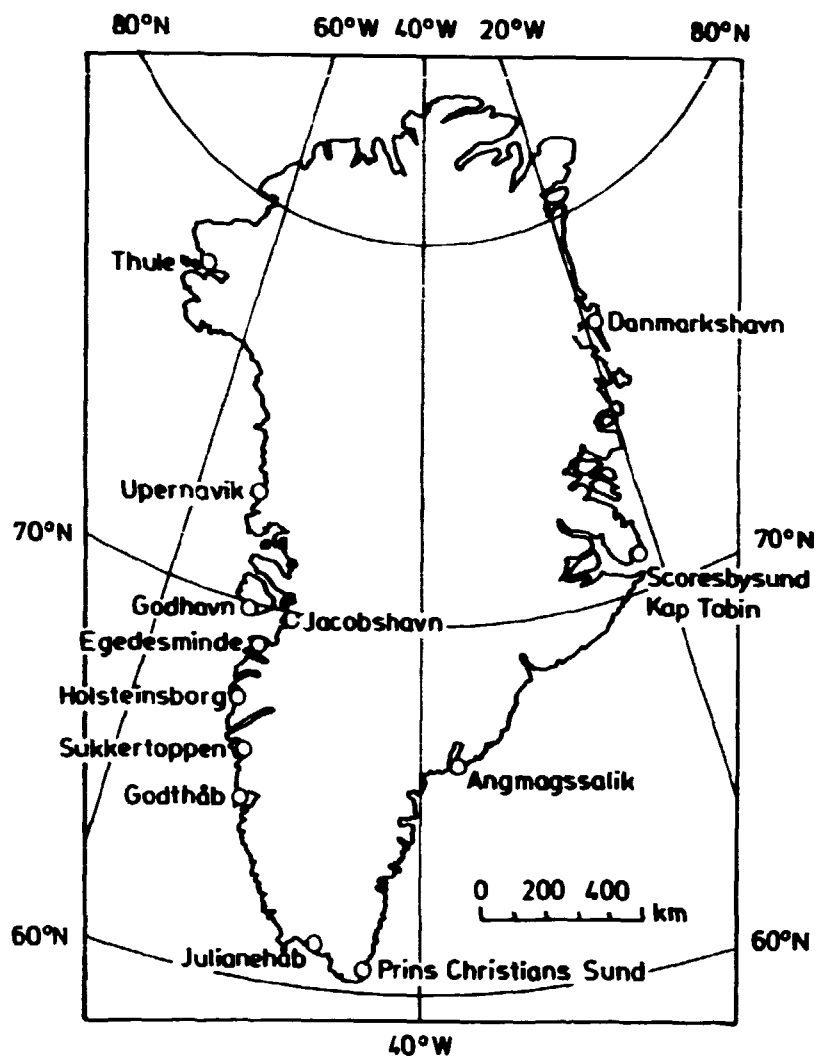 80°N 60°W 40°W 20°W 80°N
Thule
Danmarkshavn
Upernavik
70°N 70°N
Scoresbysund
Godhavn Kap Tobin
Jacobshavn
Egedesminde
Holsteinsborg
Sukkertoppen
Angmagssalik
Godthåb
0 200 400
km
60°N 60°N
Julianehåb
Prins Christians Sund
40°W